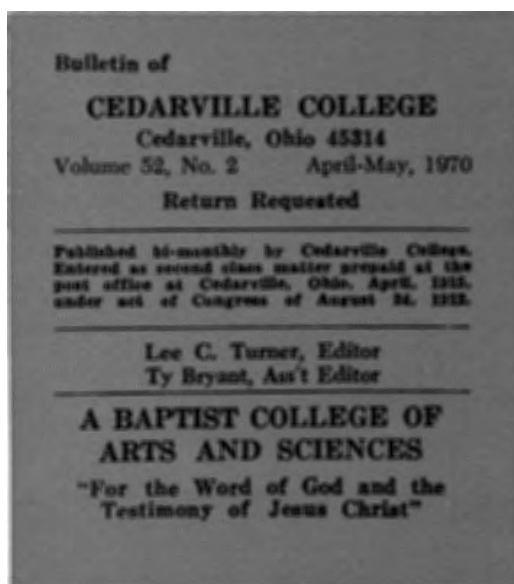 Bulletin of
CEDARVILLE COLLEGE
Cedarville, Ohio 45314
Volume 52, No. 2 April-May, 1970
Return Requested
Published bi-monthly by Cedarville College.
Entered as second class matter prepaid at the
post office at Cedarville, Ohio, April,
under act of Congress of August
Lee C. Turner, Editor
Ty Bryant, Ass't Editor
A BAPTIST COLLEGE OF
ARTS AND SCIENCES
"For the Word of God and the
Testimony of Jesus Christ"